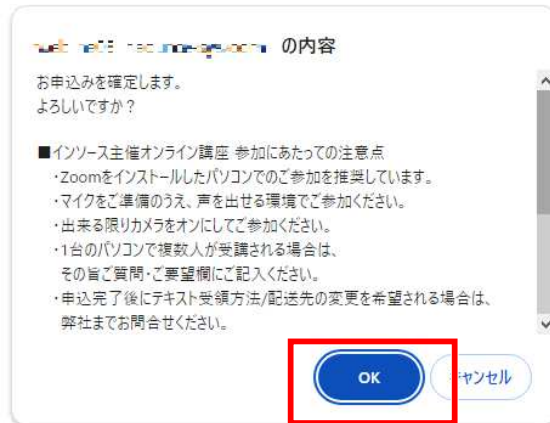 の内容
お申込みを確定します。
よろしいですか？
■インソース主催オンライン講座 参加にあたっての注意点
・Zoomをインストールしたパソコンでのご参加を推奨しています。
・マイクをご準備のうえ、声を出せる環境でご参加ください。
・出来る限りカメラをオンにしてご参加ください。
・1台のパソコンで複数人が受講される場合は、
その旨ご質問・ご要望欄にご記入ください。
・申込完了後にテキスト受領方法/配送先の変更を希望される場合は、
弊社までお問合せください。
OK
キャンセル